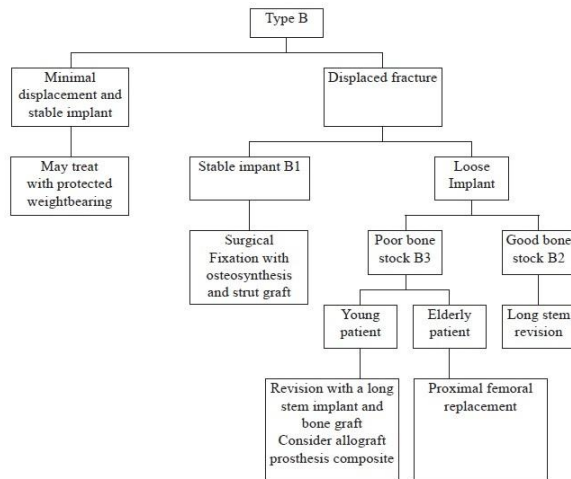 Type B
Minimal
displacement and
stable implant
Displaced fracture
May treat
with protected
weightbearing
Stable impant B1
Loose
Implant
Surgical
Fixation with
osteosynthesis
and strut graft
Poor bone
stock B3
Good bone
stock B2
Young
patient
Elderly
patient
Long stem
revision
Revision with a long
stem implant and
bone graft
Consider allograft
prosthesis composite
Proximal femoral
replacement